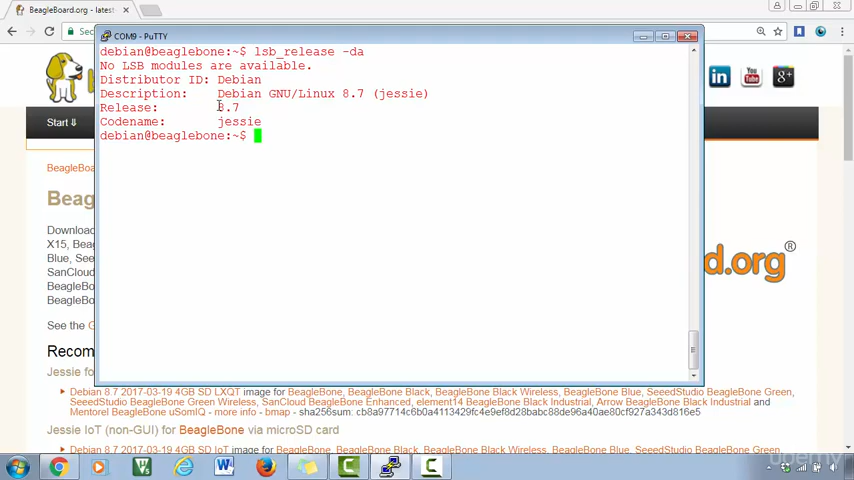 BeagleBoard.org - latest
COM9 - PuTTY
debian@beaglebone:~$ lsb_release -da
No LSB modules are available.
Distributor ID: Debian
Description: Debian GNU/Linux 8.7 (jessie)
Release: 8.7
Codename: jessie
debian@beaglebone:~$
Start
BeagleBoa
Beag
Download
X15, Beag
Blue, See
SanCloud
BeagleBo
BeagleBo
See the G
Recom
d.org®
Jessie fo
Debian 8.7 2017-03-19 4GB SD LXQT image for BeagleBone, BeagleBone Black, BeagleBone Black Wireless, BeagleBone Blue, SeeedStudio BeagleBone Green,
SeeedStudio BeagleBone Green Wireless, SanCloud BeagleBone Enhanced, element14 BeagleBone Black Industrial, Arrow BeagleBone Black Industrial and
Mentorel BeagleBone uSomIQ - more info - bmap - sha256sum: cb8a97714c6b0a4113429fc4e9ef8d28babc88de96a40ae80cf927a343d816e5
Jessie IoT (non-GUI) for BeagleBone via microSD card
Debian 8.7 2017-03-19 4GB SD IoT image for BeagleBone, BeagleBone Black, BeagleBone Black Wireless, BeagleBone Blue, SeeedStudio BeagleBone Green,
udemy